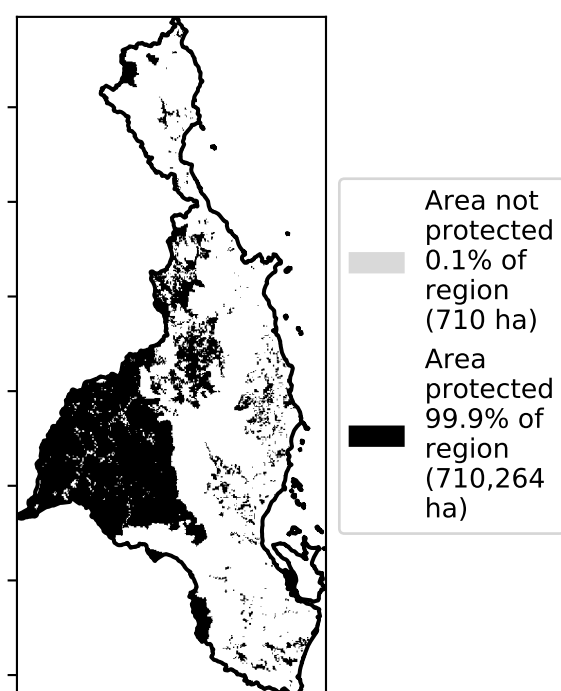 Area not
protected
0.1% of
region
(710 ha)
Area
protected
99.9% of
region
(710,264
ha)